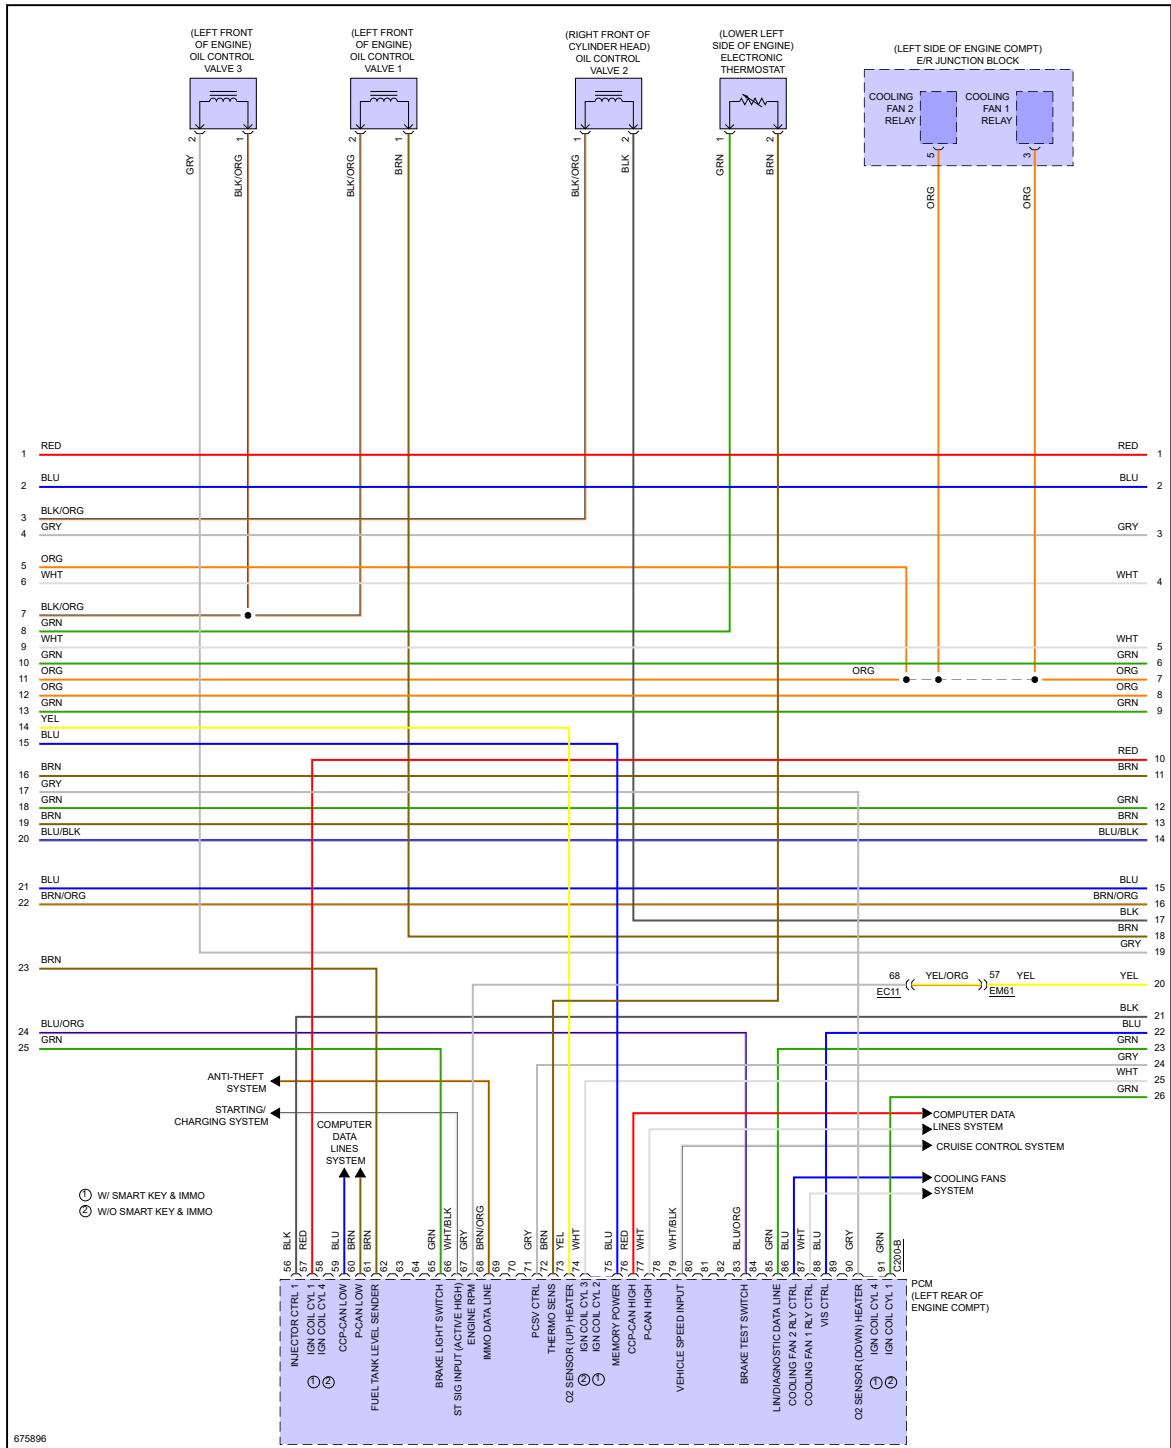 (LEFT FRONT
OF ENGINE)
OIL CONTROL
VALVE 3
(LEFT FRONT
OF ENGINE)
OIL CONTROL
VALVE 1
(RIGHT FRONT OF
CYLINDER HEAD)
OIL CONTROL
VALVE 2
(LOWER LEFT
SIDE OF ENGINE)
ELECTRONIC
THERMOSTAT
(LEFT SIDE OF ENGINE COMPT)
E/R JUNCTION BLOCK
COOLING
FAN 2
RELAY
COOLING
FAN 1
RELAY
2 1 2 1 1 2 1 2 5 3
GRY
BLK/ORG
BLK/ORG
BRN
BLK/ORG
BLK
GRN
BRN
ORG
ORG
1 RED RED 1
2 BLU BLU 2
3 BLK/ORG
4 GRY GRY 3
5 ORG
6 WHT WHT 4
7 BLK/ORG
8 GRN
9 WHT WHT 5
10 GRN GRN 6
11 ORG ORG ORG 7
12 ORG ORG 8
13 GRN GRN 9
14 YEL
15 BLU
RED 10
16 BRN BRN 11
17 GRY
18 GRN GRN 12
19 BRN BRN 13
20 BLU/BLK BLU/BLK 14
21 BLU BLU 15
22 BRN/ORG BRN/ORG 16
BLK 17
BRN 18
GRY 19
23 BRN
68 YEL/ORG 57 YEL YEL 20
EC11 EM61
BLK 21
24 BLU/ORG BLU 22
25 GRN GRN 23
GRY 24
WHT 25
GRN 26
ANTI-THEFT
SYSTEM
STARTING/
CHARGING SYSTEM
COMPUTER
DATA
LINES
SYSTEM
COMPUTER DATA
LINES SYSTEM
CRUISE CONTROL SYSTEM
COOLING FANS
SYSTEM
1 W/ SMART KEY & IMMO
2 W/O SMART KEY & IMMO
BLK
RED
BLU
BRN
BRN
GRN
WHT/BLK
GRY
BRN/ORG
GRY
BRN
YEL
WHT
BLU
RED
WHT
WHT/BLK
BLU/ORG
GRN
BLU
WHT
BLU
GRY
GRN
56 57 58 59 60 61 62 63 64 65 66 67 68 69 70 71 72 73 74 75 76 77 78 79 80 81 82 83 84 85 86 87 88 89 90 91
C200-B
PCM
(LEFT REAR OF
ENGINE COMPT)
INJECTOR CTRL 1
IGN COIL CYL 1
IGN COIL CYL 4
CCP-CAN LOW
P-CAN LOW
FUEL TANK LEVEL SENDER
BRAKE LIGHT SWITCH
ST SIG INPUT (ACTIVE HIGH)
ENGINE RPM
IMMO DATA LINE
PCSV CTRL
THERMO SENS
O2 SENSOR (UP) HEATER
IGN COIL CYL 3
IGN COIL CYL 2
MEMORY POWER
CCP-CAN HIGH
P-CAN HIGH
VEHICLE SPEED INPUT
BRAKE TEST SWITCH
LIN/DIAGNOSTIC DATA LINE
COOLING FAN 2 RLY CTRL
COOLING FAN 1 RLY CTRL
VIS CTRL
O2 SENSOR (DOWN) HEATER
IGN COIL CYL 4
IGN COIL CYL 1
1 2 2 1 1 2
675896